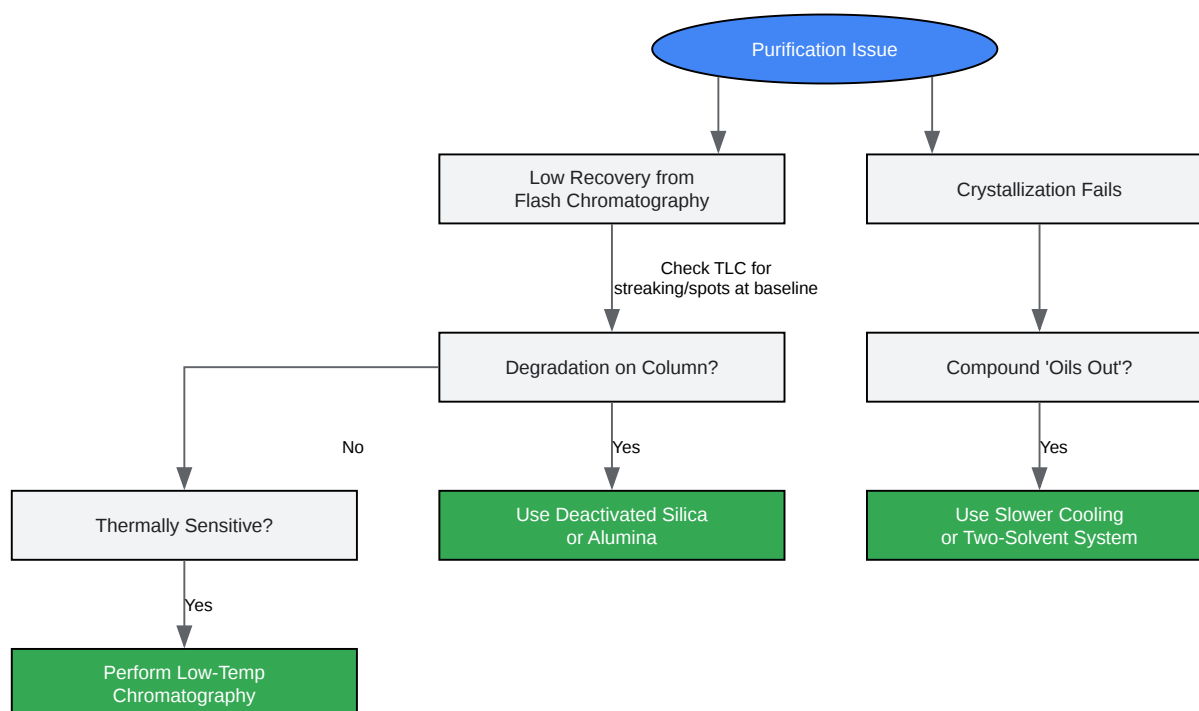 Purification Issue
Low Recovery from
Flash Chromatography
Crystallization Fails
Check TLC for
streaking/spots at baseline
Degradation on Column?
Compound 'Oils Out'?
No
Yes
Yes
Thermally Sensitive?
Use Deactivated Silica
or Alumina
Use Slower Cooling
or Two-Solvent System
Yes
Perform Low-Temp
Chromatography